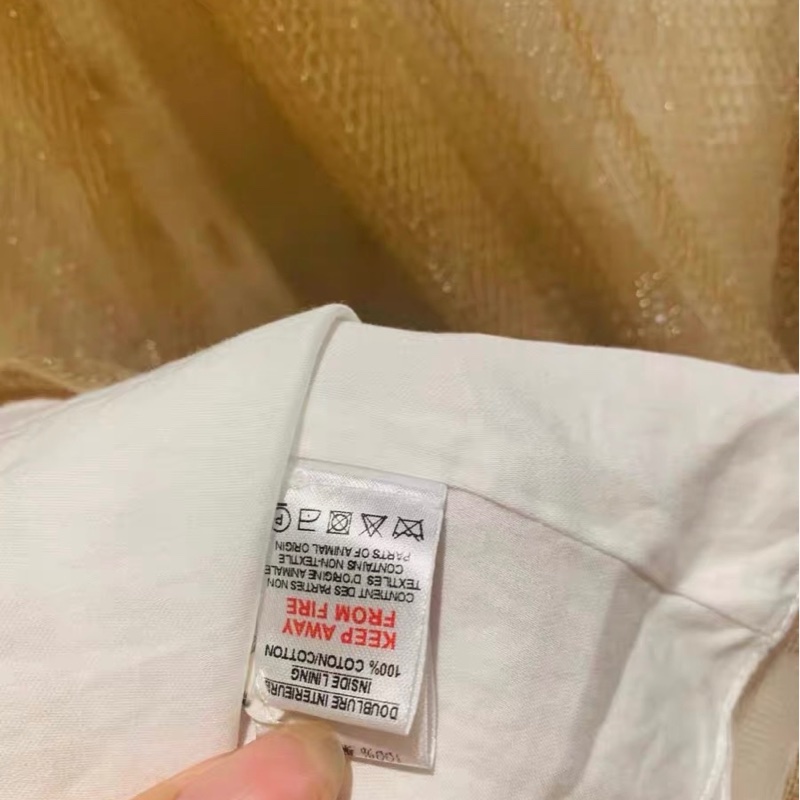 DOUBLURE INTERIEURE
INSIDE LINING
100% COTON/COTTON
KEEP AWAY
FROM FIRE
CONTIENT DES PARTIES NON
TEXTILES D'ORIGINE ANIMALE
CONTAINS NON-TEXTILE
PARTS OF ANIMAL ORIGIN
P
100%